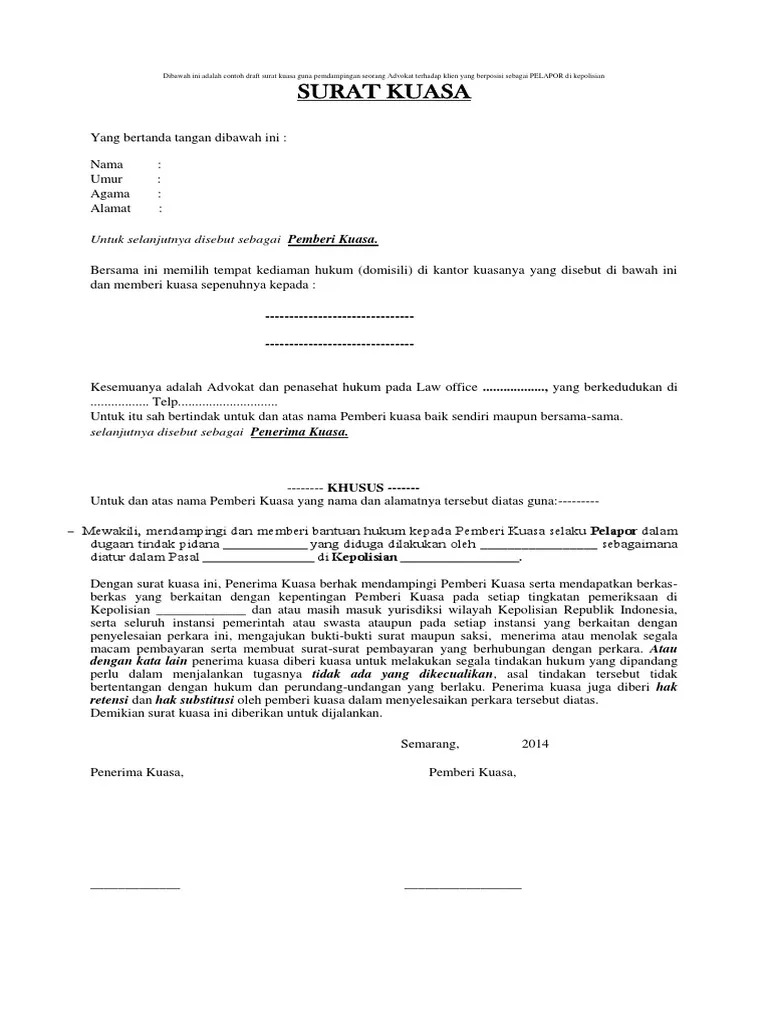 Dibawah ini adalah contoh draft surat kuasa guna pemdampingan seorang Advokat terhadap klien yang berposisi sebagai PELAPOR di kepolisian
SURAT KUASA
Yang bertanda tangan dibawah ini :
Nama :
Umur :
Agama :
Alamat :
Untuk selanjutnya disebut sebagai Pemberi Kuasa.
Bersama ini memilih tempat kediaman hukum (domisili) di kantor kuasanya yang disebut di bawah ini
dan memberi kuasa sepenuhnya kepada :
-------------------------------
-------------------------------
Kesemuanya adalah Advokat dan penasehat hukum pada Law office .................., yang berkedudukan di
................. Telp.............................
Untuk itu sah bertindak untuk dan atas nama Pemberi kuasa baik sendiri maupun bersama-sama.
selanjutnya disebut sebagai Penerima Kuasa.
-------- KHUSUS -------
Untuk dan atas nama Pemberi Kuasa yang nama dan alamatnya tersebut diatas guna:---------
– Mewakili, mendampingi dan memberi bantuan hukum kepada Pemberi Kuasa selaku Pelapor dalam
dugaan tindak pidana _____________ yang diduga dilakukan oleh __________________ sebagaimana
diatur dalam Pasal _________________ di Kepolisian __________________.
Dengan surat kuasa ini, Penerima Kuasa berhak mendampingi Pemberi Kuasa serta mendapatkan berkas-
berkas yang berkaitan dengan kepentingan Pemberi Kuasa pada setiap tingkatan pemeriksaan di
Kepolisian ______________ dan atau masih masuk yurisdiksi wilayah Kepolisian Republik Indonesia,
serta seluruh instansi pemerintah atau swasta ataupun pada setiap instansi yang berkaitan dengan
penyelesaian perkara ini, mengajukan bukti-bukti surat maupun saksi, menerima atau menolak segala
macam pembayaran serta membuat surat-surat pembayaran yang berhubungan dengan perkara. Atau
dengan kata lain penerima kuasa diberi kuasa untuk melakukan segala tindakan hukum yang dipandang
perlu dalam menjalankan tugasnya tidak ada yang dikecualikan, asal tindakan tersebut tidak
bertentangan dengan hukum dan perundang-undangan yang berlaku. Penerima kuasa juga diberi hak
retensi dan hak substitusi oleh pemberi kuasa dalam menyelesaikan perkara tersebut diatas.
Demikian surat kuasa ini diberikan untuk dijalankan.
Semarang, 2014
Penerima Kuasa, Pemberi Kuasa,
______________ __________________